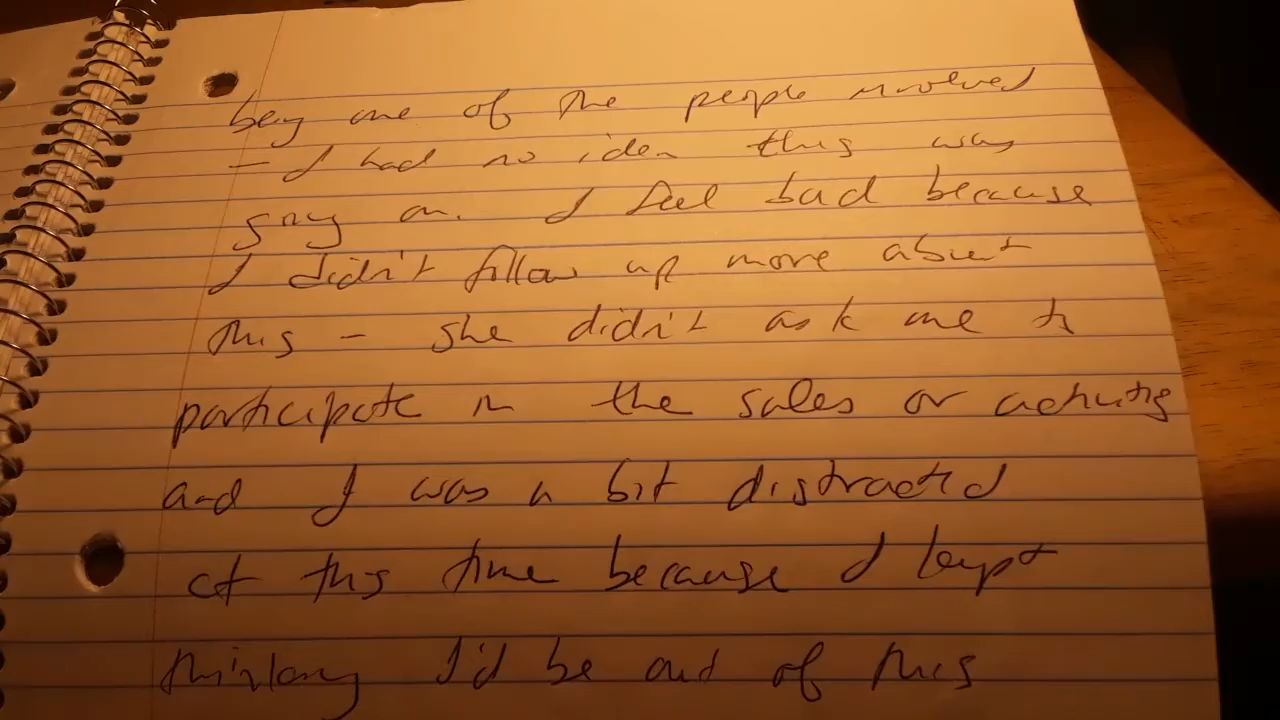 being one of the people involved
- I had no idea this was
going on. I feel bad because
I didn't follow up more about
this - she didn't ask me to
participate in the sales or activities
and I was a bit distracted
at this time because I kept
thinking I'd be out of this